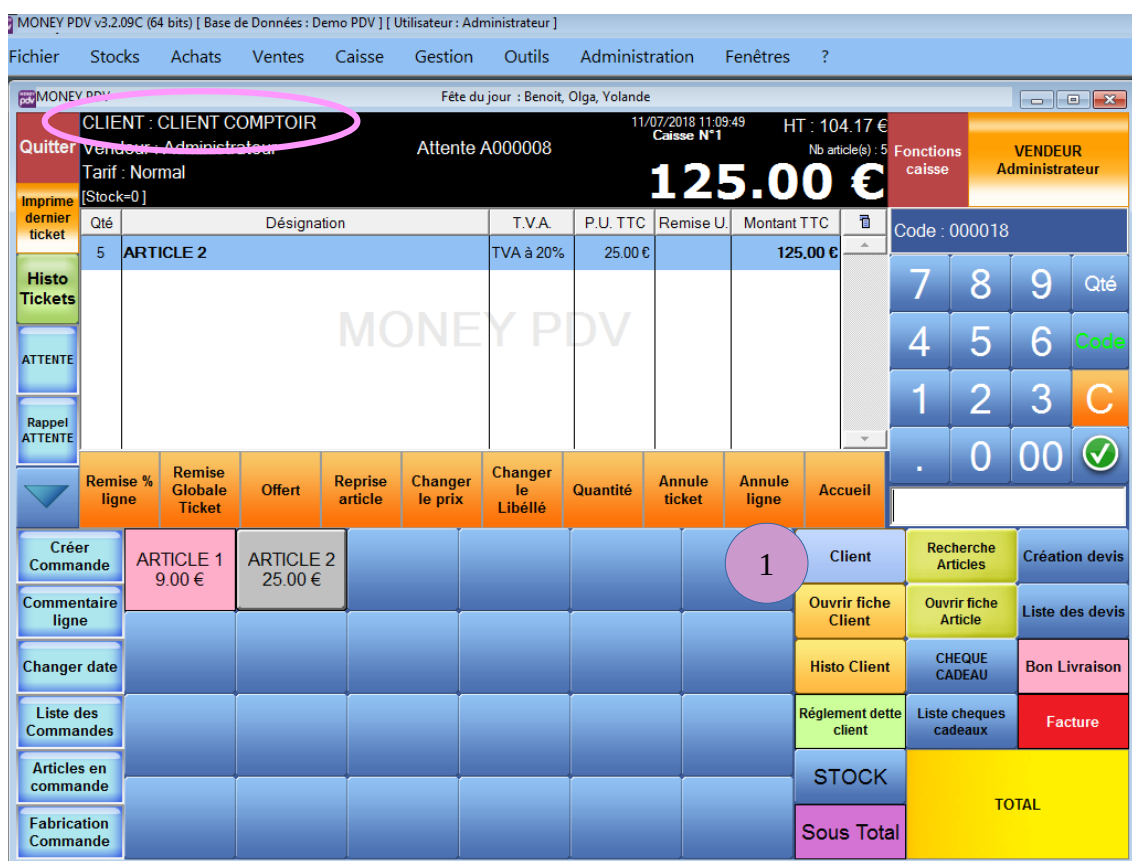 MONEY PDV v3.2.09C (64 bits) [ Base de Données : Demo PDV ] [ Utilisateur : Administrateur ]
Fichier Stocks Achats Ventes Caisse Gestion Outils Administration Fenêtres ?
MONEY PDV Fête du jour : Benoit, Olga, Yolande
Quitter
CLIENT : CLIENT COMPTOIR
Vendeur : Administrateur
Tarif : Normal
[Stock=0 ]
Attente A000008
11/07/2018 11:09:49
Caisse N°1
HT : 104.17 €
Nb article(s) : 5
125.00 €
Fonctions
caisse
VENDEUR
Administrateur
Imprime
dernier
ticket
Qté Désignation T.V.A. P.U. TTC Remise U. Montant TTC
5 ARTICLE 2 TVA à 20% 25.00 € 125,00 €
MONEY PDV
Code : 000018
7 8 9 Qté
4 5 6 Code
1 2 3 C
. 0 00
Histo
Tickets
ATTENTE
Rappel
ATTENTE
Remise %
ligne
Remise
Globale
Ticket
Offert
Reprise
article
Changer
le prix
Changer
le
Libéllé
Quantité
Annule
ticket
Annule
ligne
Accueil
Créer
Commande
ARTICLE 1
9.00 €
ARTICLE 2
25.00 €
1
Client
Recherche
Articles
Création devis
Commentaire
ligne
Ouvrir fiche
Client
Ouvrir fiche
Article
Liste des devis
Changer date
Histo Client
CHEQUE
CADEAU
Bon Livraison
Liste des
Commandes
Réglement dette
client
Liste cheques
cadeaux
Facture
Articles en
commande
STOCK
TOTAL
Fabrication
Commande
Sous Total